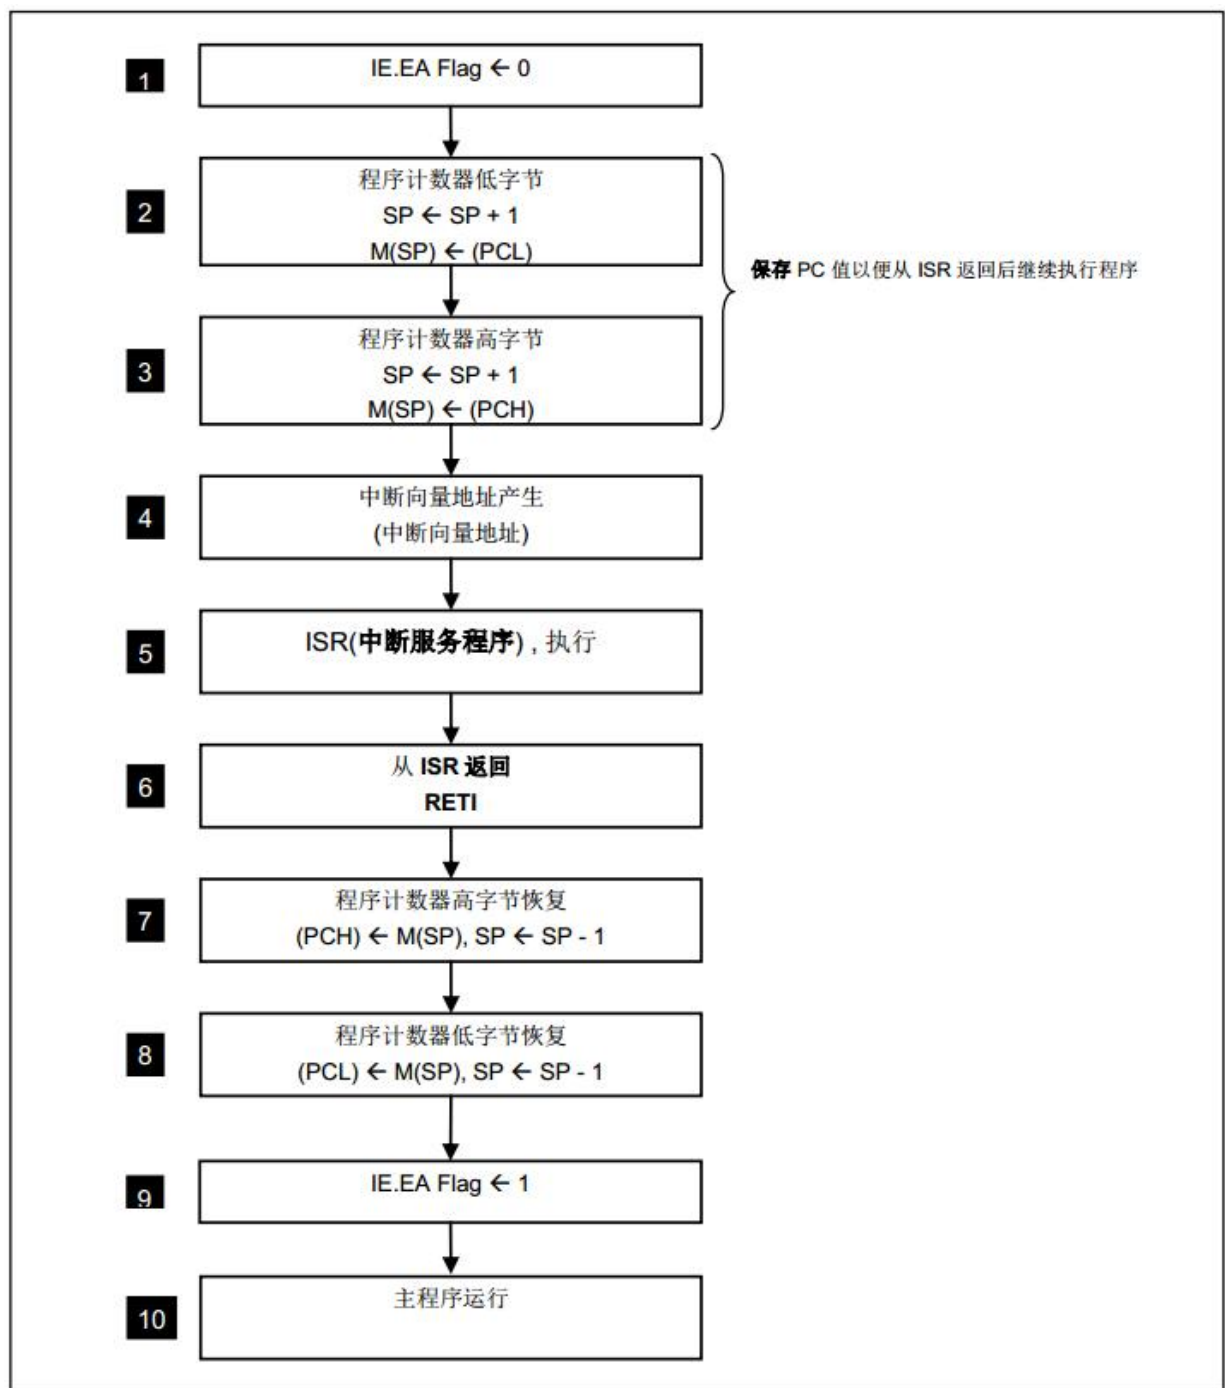 1
IE.EA Flag ← 0
2
程序计数器低字节
SP ← SP + 1
M(SP) ← (PCL)
保存 PC 值以便从 ISR 返回后继续执行程序
3
程序计数器高字节
SP ← SP + 1
M(SP) ← (PCH)
4
中断向量地址产生
(中断向量地址)
5
ISR(中断服务程序) , 执行
6
从 ISR 返回
RETI
7
程序计数器高字节恢复
(PCH) ← M(SP), SP ← SP - 1
8
程序计数器低字节恢复
(PCL) ← M(SP), SP ← SP - 1
9
IE.EA Flag ← 1
10
主程序运行